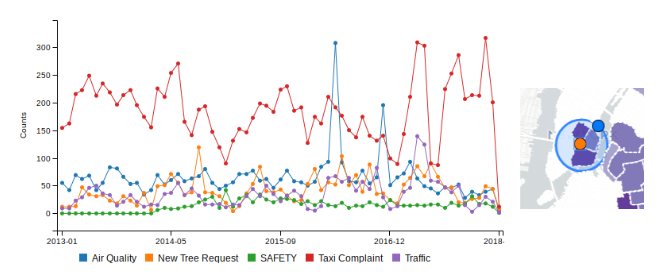 300
250
200
150
100
50
0
Counts
2013-01 2014-05 2015-09 2016-12 2018-
Air Quality New Tree Request SAFETY Taxi Complaint Traffic